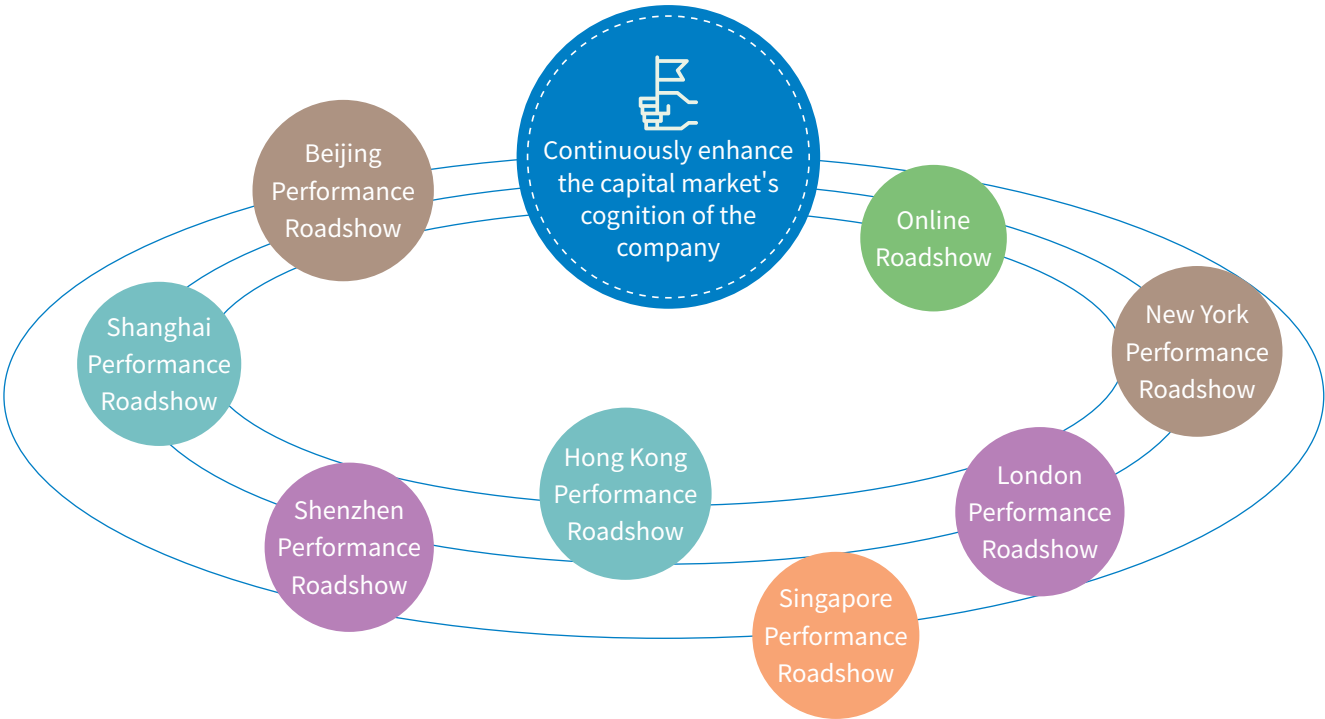 Continuously enhance
the capital market's
cognition of the
company
Beijing
Performance
Roadshow
Online
Roadshow
Shanghai
Performance
Roadshow
New York
Performance
Roadshow
Hong Kong
Performance
Roadshow
London
Performance
Roadshow
Shenzhen
Performance
Roadshow
Singapore
Performance
Roadshow